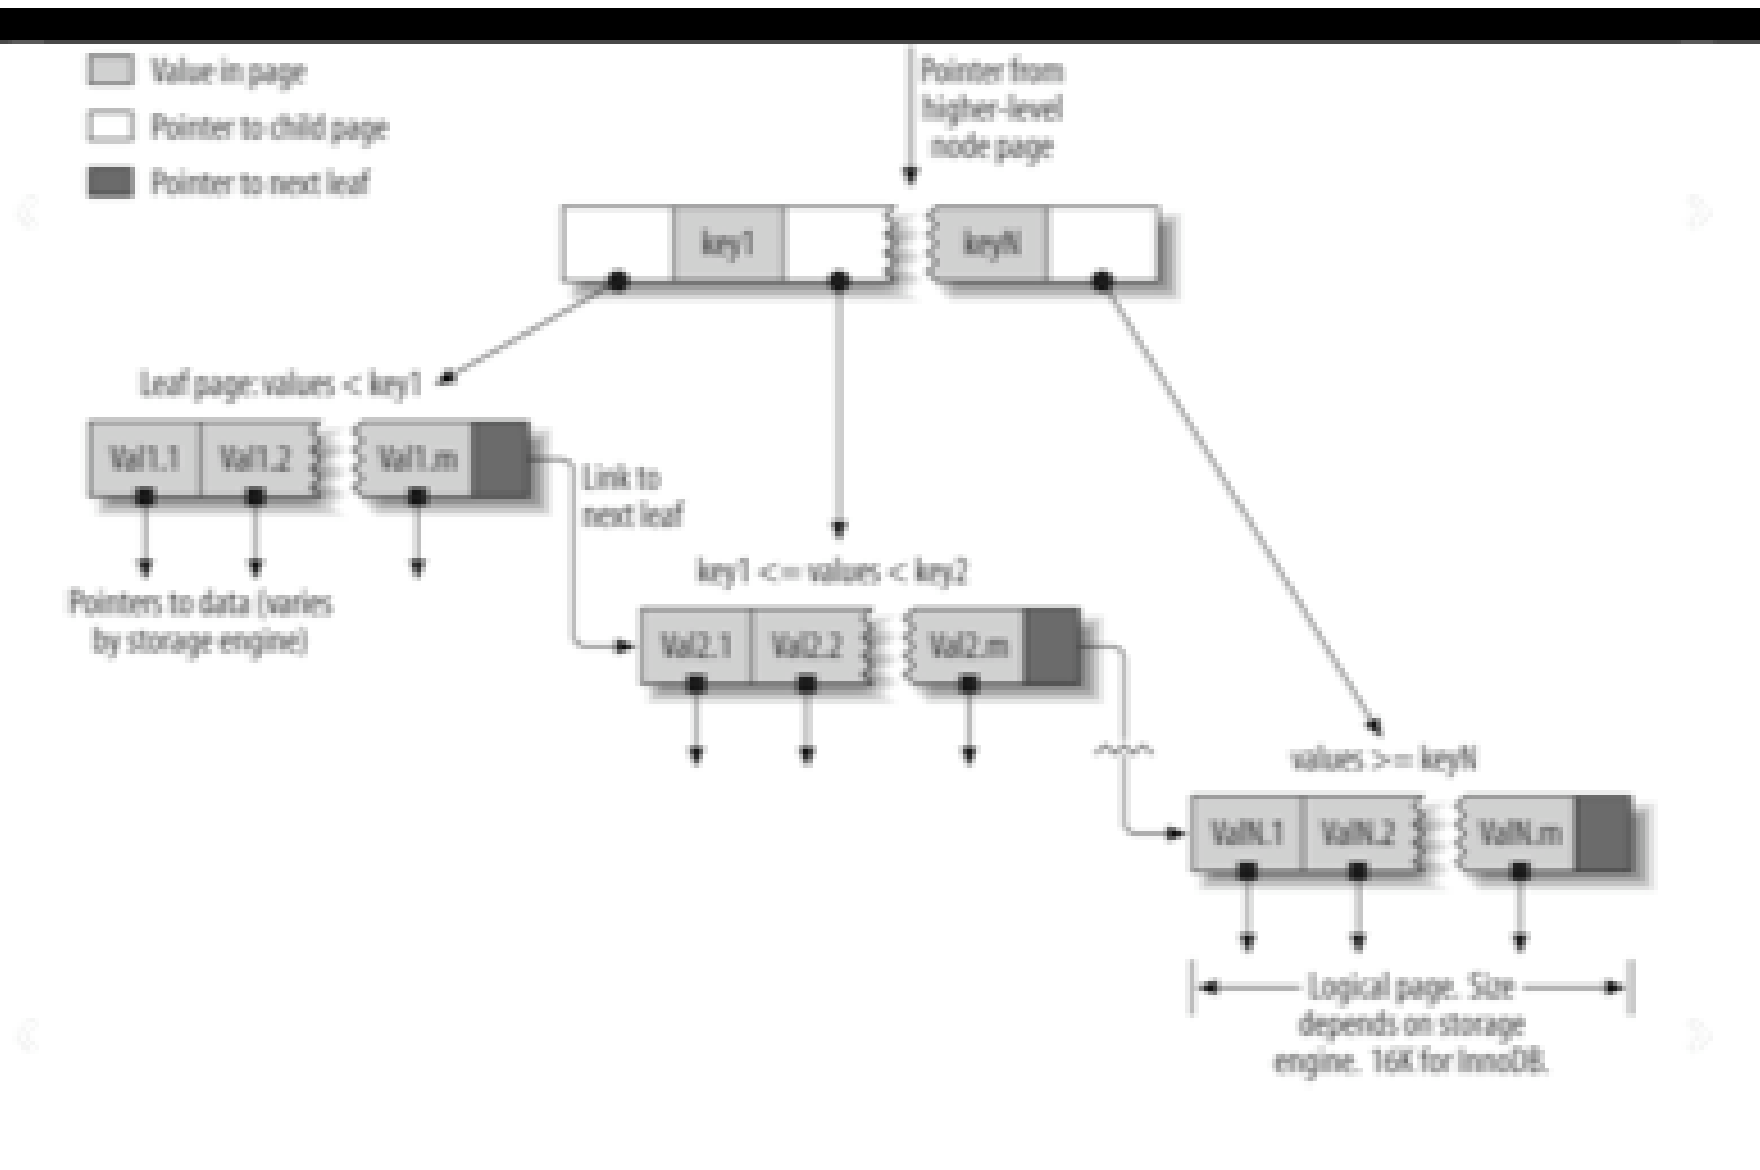 Value in page
Pointer to child page
Pointer to next leaf
Pointer from
higher-level
node page
key1
keyN
Leaf page: values < key1
Val1.1
Val1.2
Val1.m
Link to
next leaf
Pointers to data (varies
by storage engine)
key1 <= values < key2
Val2.1
Val2.2
Val2.m
values >= keyN
ValN.1
ValN.2
ValN.m
Logical page. Size
depends on storage
engine. 16K for InnoDB.